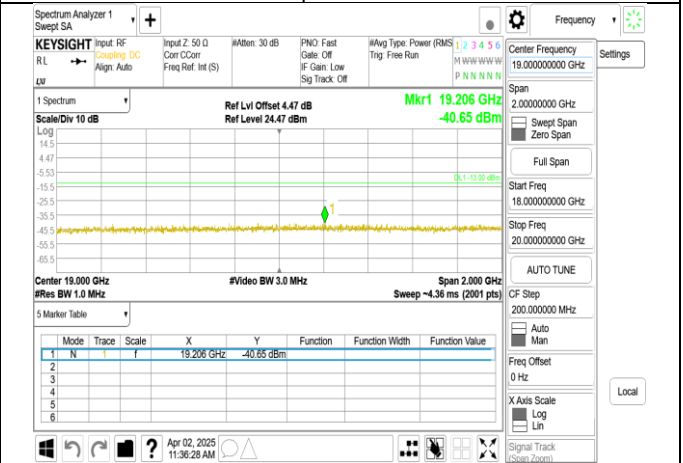 Spectrum Analyzer 1
Swept SA
Frequency
KEYSIGHT
RL
Input: RF
Coupling: DC
Align: Auto
Input Z: 50 Ω
Corr CCorr
Freq Ref: Int (S)
#Atten: 30 dB
PNO: Fast
Gate: Off
IF Gain: Low
Sig Track: Off
#Avg Type: Power (RMS
Trig: Free Run
1 2 3 4 5 6
M W W W W W
P N N N N N
1 Spectrum
Scale/Div 10 dB
Ref Lvl Offset 4.47 dB
Ref Level 24.47 dBm
Mkr1 19.206 GHz
-40.65 dBm
Log
14.5
4.47
-5.53
-15.5
-25.5
-35.5
-45.5
-55.5
-65.5
DL1 -13.00 dBm
1
Center 19.000 GHz
#Video BW 3.0 MHz
Span 2.000 GHz
#Res BW 1.0 MHz
Sweep ~4.36 ms (2001 pts)
5 Marker Table
Mode Trace Scale X Y Function Function Width Function Value
1 N 1 f 19.206 GHz -40.65 dBm
2
3
4
5
6
Apr 02, 2025
11:36:28 AM
Center Frequency
19.000000000 GHz
Settings
Span
2.00000000 GHz
Swept Span
Zero Span
Full Span
Start Freq
18.000000000 GHz
Stop Freq
20.000000000 GHz
AUTO TUNE
CF Step
200.000000 MHz
Auto
Man
Freq Offset
0 Hz
X Axis Scale
Log
Lin
Local
Signal Track
(Span Zoom)